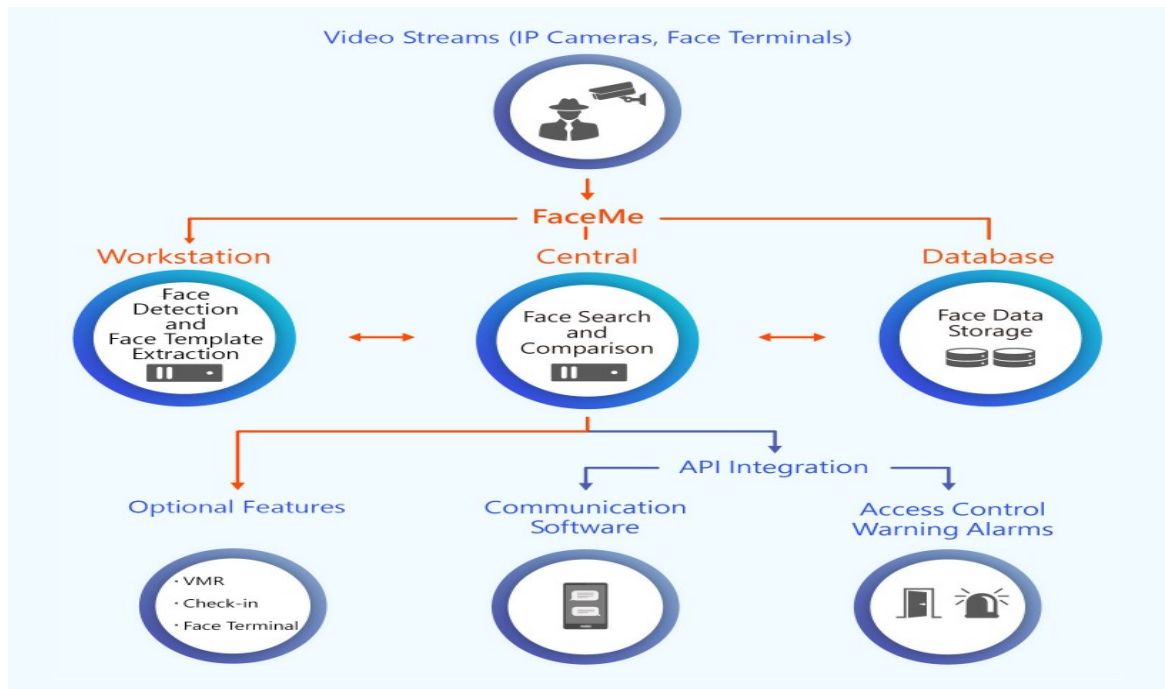 Video Streams (IP Cameras, Face Terminals)
FaceMe
Workstation
Central
Database
Face
Detection
and
Face Template
Extraction
Face Search
and
Comparison
Face Data
Storage
API Integration
Optional Features
Communication
Software
Access Control
Warning Alarms
· VMR
· Check-in
· Face Terminal